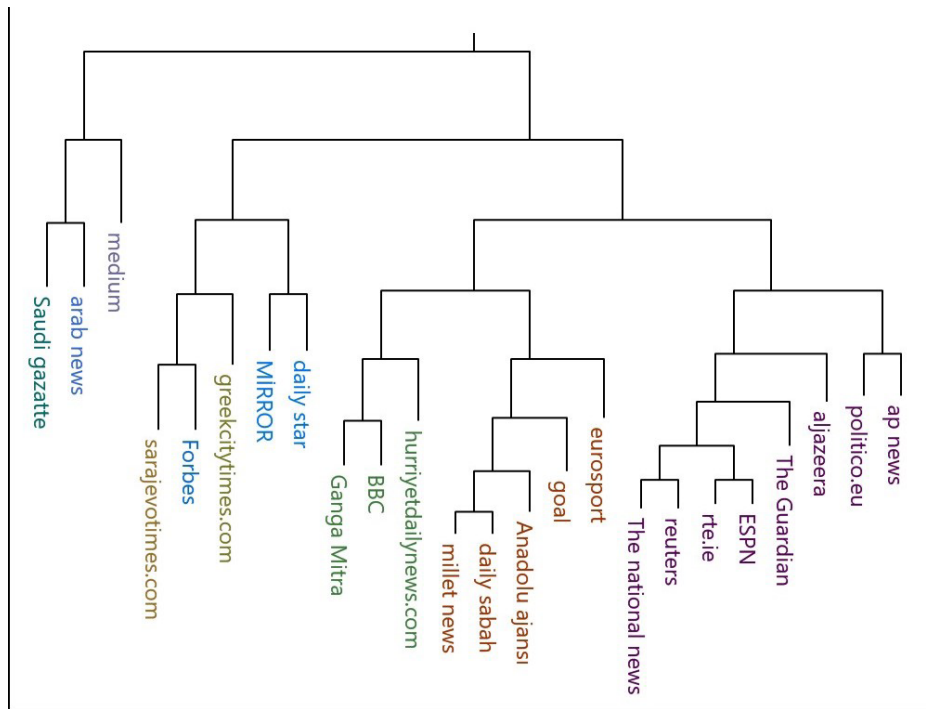 Saudi gazatte
arab news
medium
sarajevotimes.com
Forbes
greekcitytimes.com
MİRROR
daily star
Ganga Mitra
BBC
hurriyetdailynews.com
millet news
daily sabah
Anadolu ajansı
goal
eurosport
The national news
reuters
rte.ie
ESPN
The Guardian
aljazeera
politico.eu
ap news